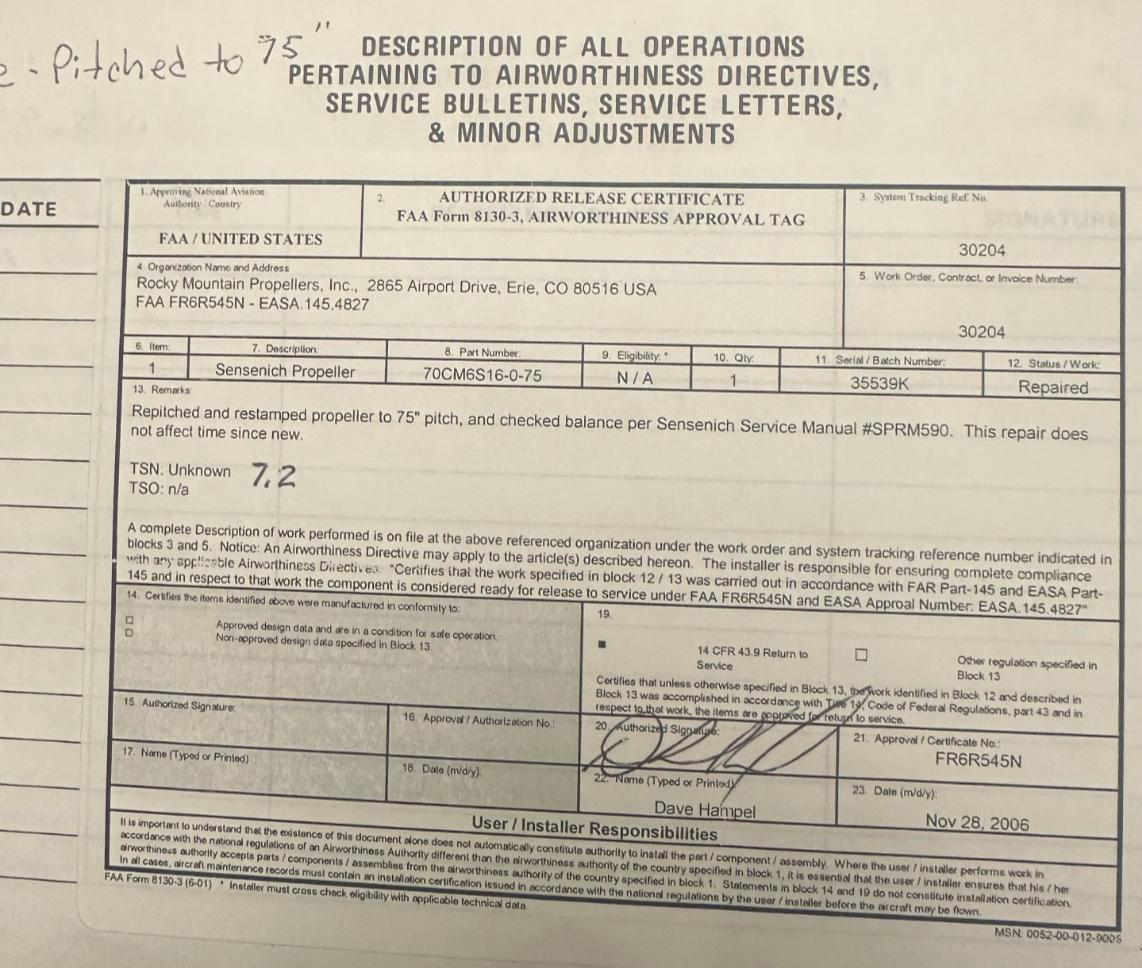 - Pitched to 75"
DESCRIPTION OF ALL OPERATIONS
PERTAINING TO AIRWORTHINESS DIRECTIVES,
SERVICE BULLETINS, SERVICE LETTERS,
& MINOR ADJUSTMENTS
DATE
1. Approving National Aviation
Authority Country
FAA / UNITED STATES
2.
AUTHORIZED RELEASE CERTIFICATE
FAA Form 8130-3, AIRWORTHINESS APPROVAL TAG
3. System Tracking Ref. No.
30204
4 Organization Name and Address
Rocky Mountain Propellers, Inc., 2865 Airport Drive, Erie, CO 80516 USA
FAA FR6R545N - EASA.145.4827
5. Work Order, Contract, or Invoice Number:
30204
6. Item:
7. Description:
8. Part Number:
9. Eligibility: *
10. Qty:
11. Serial / Batch Number:
12. Status / Work:
1
Sensenich Propeller
70CM6S16-0-75
N / A
1
35539K
Repaired
13. Remarks
Repitched and restamped propeller to 75" pitch, and checked balance per Sensenich Service Manual #SPRM590. This repair does
not affect time since new.
TSN: Unknown 7.2
TSO: n/a
A complete Description of work performed is on file at the above referenced organization under the work order and system tracking reference number indicated in
blocks 3 and 5. Notice: An Airworthiness Directive may apply to the article(s) described hereon. The installer is responsible for ensuring complete compliance
with any applicable Airworthiness Directives. "Certifies that the work specified in block 12 / 13 was carried out in accordance with FAR Part-145 and EASA Part-
145 and in respect to that work the component is considered ready for release to service under FAA FR6R545N and EASA Approal Number: EASA.145.4827"
14. Certifies the items identified above were manufactured in conformity to:
Approved design data and are in a condition for safe operation.
Non-approved design data specified in Block 13.
19.
14 CFR 43.9 Return to
Service
Other regulation specified in
Block 13
Certifies that unless otherwise specified in Block 13, the work identified in Block 12 and described in
Block 13 was accomplished in accordance with Title 14, Code of Federal Regulations, part 43 and in
respect to that work, the items are approved for return to service.
15. Authorized Signature:
16. Approval / Authorization No.:
20. Authorized Signature:
21. Approval / Certificate No.:
FR6R545N
17. Name (Typed or Printed)
18. Date (m/d/y):
22. Name (Typed or Printed)
Dave Hampel
23. Date (m/d/y):
Nov 28, 2006
User / Installer Responsibilities
It is important to understand that the existence of this document alone does not automatically constitute authority to install the part / component / assembly. Where the user / installer performs work in
accordance with the national regulations of an Airworthiness Authority different than the airworthiness authority of the country specified in block 1, it is essential that the user / installer ensures that his / her
airworthiness authority accepts parts / components / assemblies from the airworthiness authority of the country specified in block 1. Statements in block 14 and 19 do not constitute installation certification.
In all cases, aircraft maintenance records must contain an installation certification issued in accordance with the national regulations by the user / installer before the aircraft may be flown.
FAA Form 8130-3 (6-01) * Installer must cross check eligibility with applicable technical data.
MSN: 0052-00-012-9005